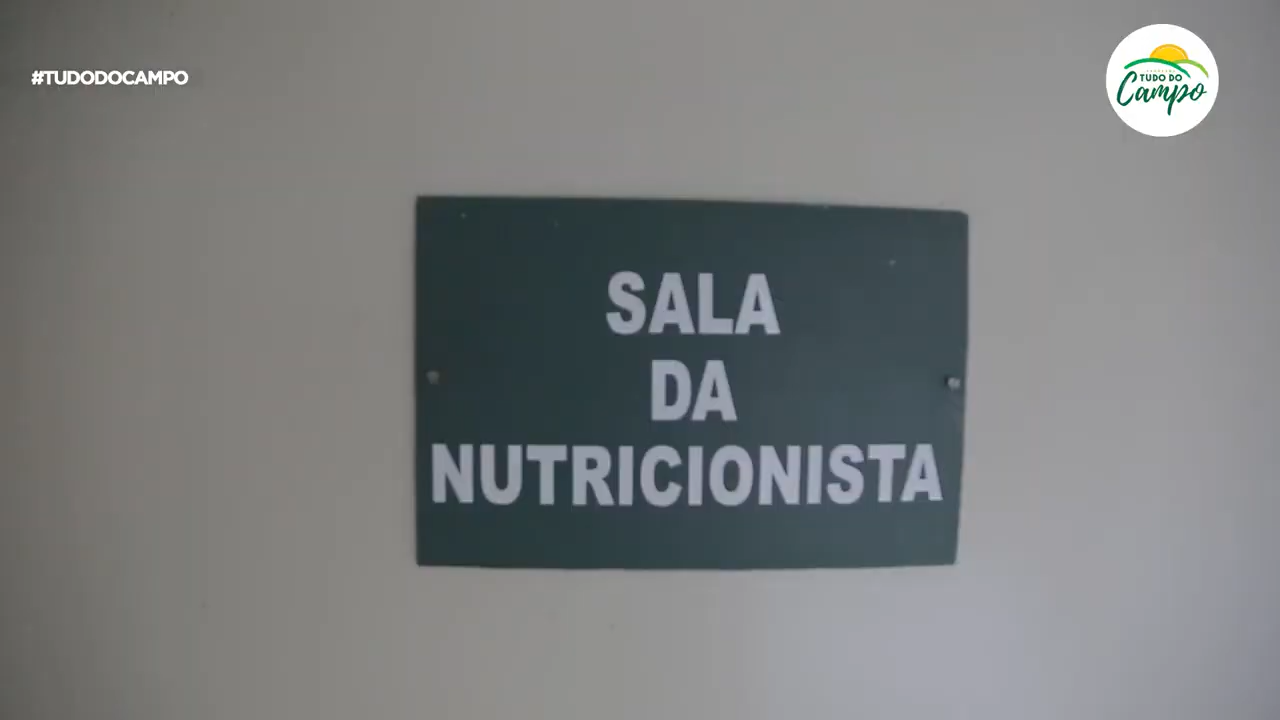 #TUDODOCAMPO
TUDO DO
Campo
SALA
DA
NUTRICIONISTA